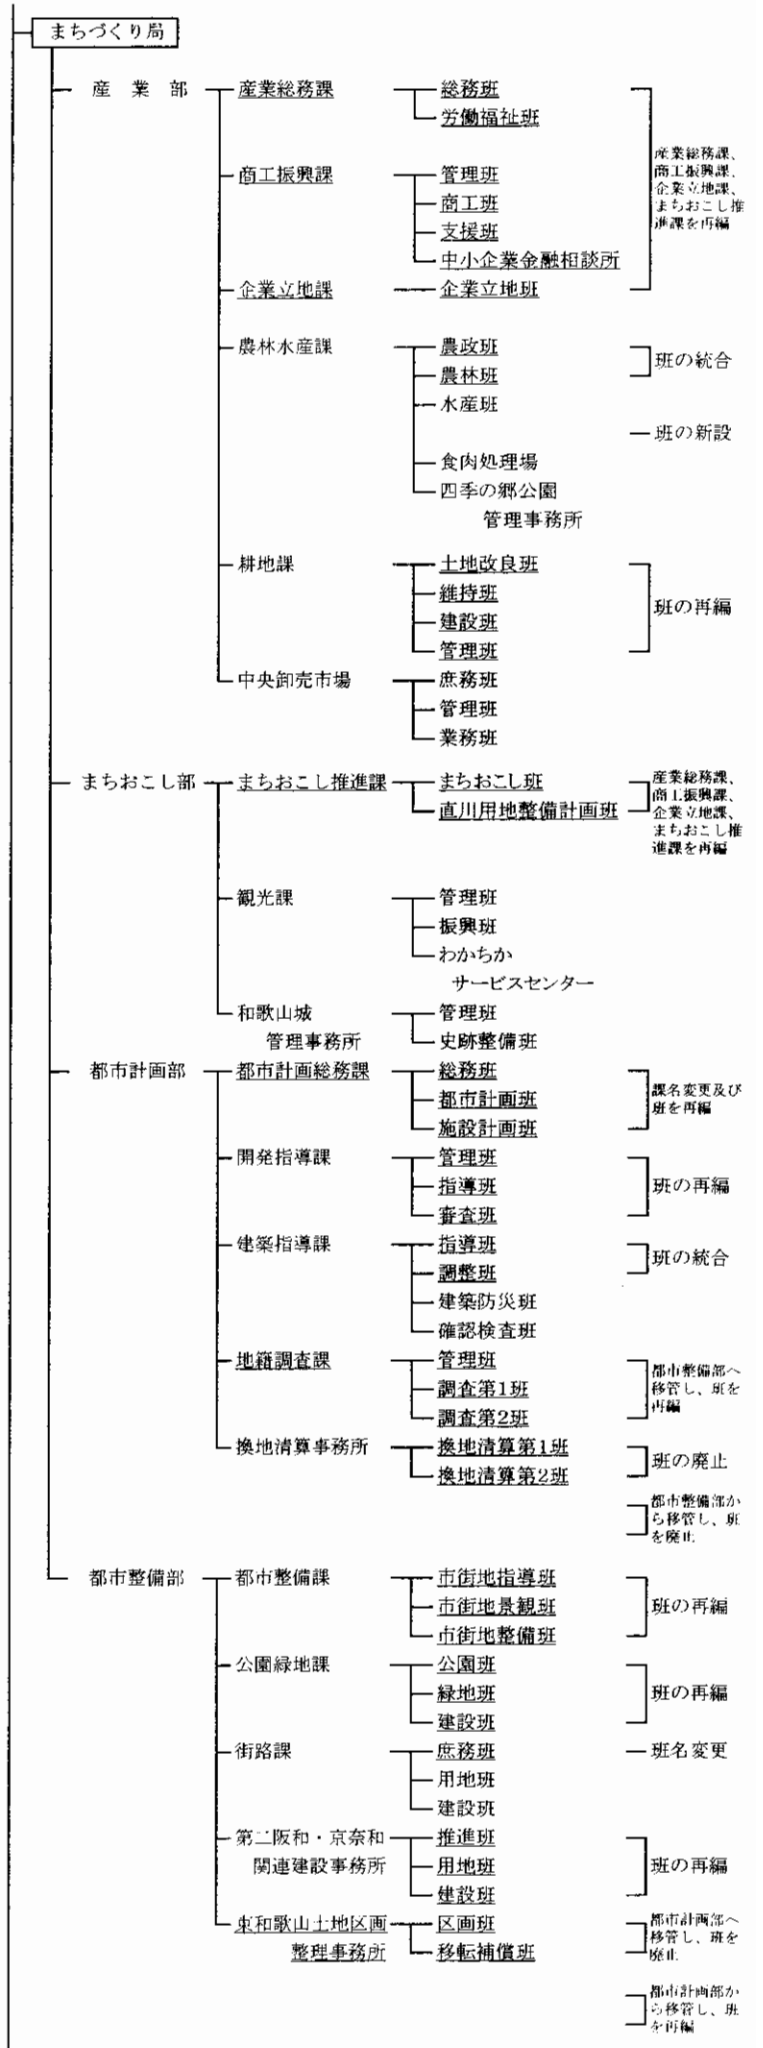 まちづくり局
産業部 産業総務課 総務班
労働福祉班
産業総務課、
商工振興課、
企業立地課、
まちおこし推
進課を再編
商工振興課 管理班
商工班
支援班
中小企業金融相談所
企業立地課 企業立地班
農林水産課 農政班
農林班
班の統合
水産班
班の新設
食肉処理場
四季の郷公園
管理事務所
耕地課 土地改良班
維持班
建設班
管理班
班の再編
中央卸売市場 庶務班
管理班
業務班
まちおこし部 まちおこし推進課 まちおこし班
直川用地整備計画班
産業総務課、
商工振興課、
企業立地課、
まちおこし推
進課を再編
観光課 管理班
振興班
わかちか
サービスセンター
和歌山城 管理班
管理事務所 史跡整備班
都市計画部 都市計画総務課 総務班
都市計画班
施設計画班
課名変更及び
班を再編
開発指導課 管理班
指導班
審査班
班の再編
建築指導課 指導班
調整班
班の統合
建築防災班
確認検査班
地籍調査課 管理班
調査第1班
調査第2班
都市整備部へ
移管し、班を
再編
換地清算事務所 換地清算第1班
換地清算第2班
班の廃止
都市整備部か
ら移管し、班
を廃止
都市整備部 都市整備課 市街地指導班
市街地景観班
市街地整備班
班の再編
公園緑地課 公園班
緑地班
建設班
班の再編
街路課 庶務班 班名変更
用地班
建設班
第二阪和・京奈和 推進班
関連建設事務所 用地班
建設班
班の再編
東和歌山土地区画 区画班
整理事務所 移転補償班
都市計画部へ
移管し、班を
廃止
都市計画部か
ら移管し、班
を再編